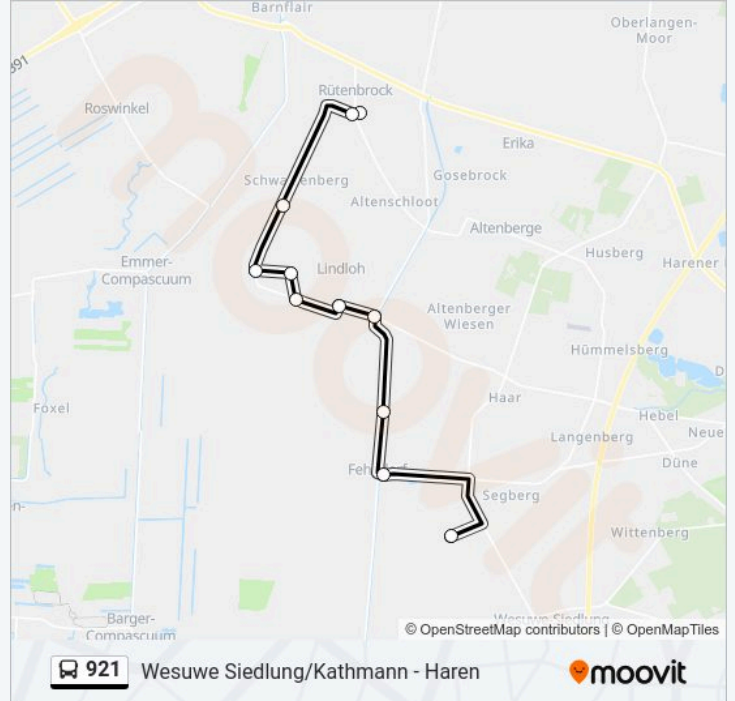 Barnflair
Oberlangen-
Moor
391
Rütenbrock
Roswinkel
Erika
Gosebrock
Altenschloot
Altenberge
Husberg
Emmer-
Compascuum
Lindloh
Harener
Altenberger
Wiesen
Hümmelsberg
Foxel
Haar
Hebel
Langenberg
Neue
Düne
Segberg
Wittenberg
Barger-
Compascuum
Wesuwe Siedlung
© OpenStreetMap contributors | © OpenMapTiles
921 Wesuwe Siedlung/Kathmann - Haren
moovit